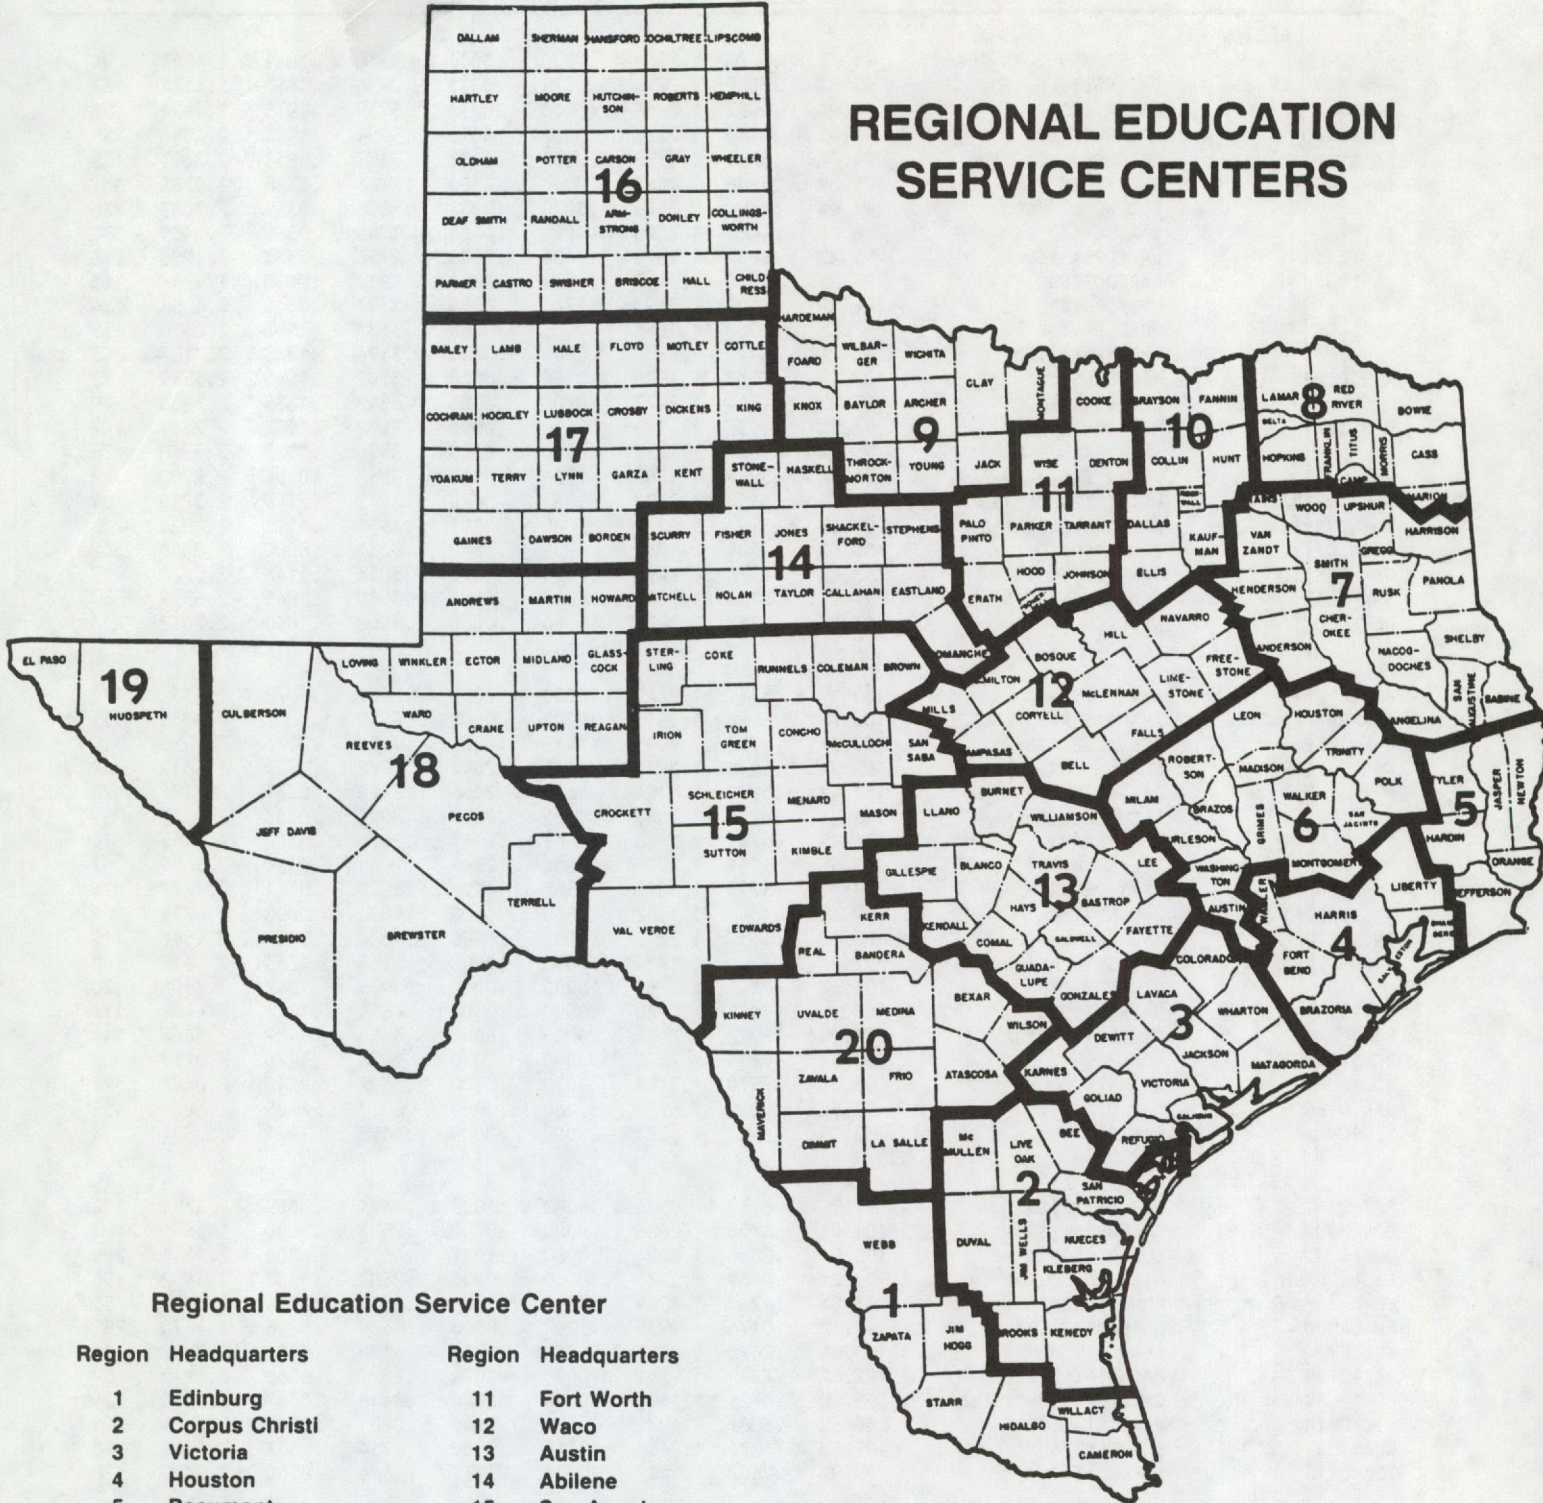 REGIONAL EDUCATION
SERVICE CENTERS
DALLAM SHERMAN HANSFORD OCHILTREE LIPSCOMB
HARTLEY MOORE HUTCHIN-
SON ROBERTS HEMPHILL
OLDHAM POTTER CARSON GRAY WHEELER
16
DEAF SMITH RANDALL ARM-
STRONG DONLEY COLLINGS-
WORTH
PARMER CASTRO SWISHER BRISCOE HALL CHILD-
RESS
HARDEMAN
FOARD WILBAR-
GER WICHITA CLAY MONTAGUE COOKE GRAYSON FANNIN LAMAR RED
RIVER BOWIE
8
BAILEY LAMB HALE FLOYD MOTLEY COTTLE
COCHRAN HOCKLEY LUBBOCK CROSBY DICKENS KING KNOX BAYLOR ARCHER
17 9 10
DELTA HOPKINS FRANKLIN TITUS CAMP MORRIS CASS
YOAKUM TERRY LYNN GARZA KENT STONE-
WALL HASKELL THROCK-
MORTON YOUNG JACK WISE DENTON COLLIN HUNT
11
RAINS WOOD UPSHUR MARION
HARRISON
GAINES DAWSON BORDEN SCURRY FISHER JONES SHACKEL-
FORD STEPHENS PALO
PINTO PARKER TARRANT DALLAS KAUF-
MAN VAN
ZANDT SMITH GREGG
14 7
ANDREWS MARTIN HOWARD MITCHELL NOLAN TAYLOR CALLAHAN EASTLAND ERATH HOOD JOHNSON ELLIS HENDERSON RUSK PANOLA
CHER-
OKEE
EL PASO HUDSPETH
19
CULBERSON LOVING WINKLER ECTOR MIDLAND GLASS-
COCK STER-
LING COKE RUNNELS COLEMAN BROWN COMANCHE HAMILTON BOSQUE HILL NAVARRO FREE-
STONE ANDERSON NACOG-
DOCHES SHELBY
12
REEVES WARD CRANE UPTON REAGAN IRION TOM
GREEN CONCHO McCULLOCH SAN
SABA MILLS LAMPASAS CORYELL McLENNAN LIME-
STONE FALLS BELL LEON HOUSTON ANGELINA SAN
AUGUSTINE SABINE
18
JEFF DAVIS PECOS CROCKETT SCHLEICHER MENARD MASON LLANO BURNET WILLIAMSON MILAM ROBERT-
SON MADISON TRINITY WALKER POLK TYLER JASPER NEWTON
15 6 5
SUTTON KIMBLE GILLESPIE BLANCO TRAVIS LEE BURLESON BRAZOS GRIMES SAN
JACINTO HARDIN
PRESIDIO BREWSTER TERRELL VAL VERDE EDWARDS KERR KENDALL HAYS BASTROP WASHING-
TON MONTGOMERY LIBERTY ORANGE JEFFERSON
13
REAL BANDERA COMAL CALDWELL FAYETTE AUSTIN WALLER HARRIS
4
KINNEY UVALDE MEDINA BEXAR GUADA-
LUPE GONZALES COLORADO FORT
BEND GALVESTON
20 3
WILSON LAVACA WHARTON BRAZORIA
MAVERICK ZAVALA FRIO ATASCOSA KARNES DEWITT JACKSON MATAGORDA
GOLIAD VICTORIA
DIMMIT LA SALLE Mc
MULLEN LIVE
OAK BEE REFUGIO CALHOUN
2
SAN
PATRICIO
WEBB DUVAL JIM WELLS NUECES
KLEBERG
1
ZAPATA JIM
HOGG BROOKS KENEDY
STARR HIDALGO WILLACY
CAMERON
Regional Education Service Center
Region Headquarters Region Headquarters
1 Edinburg 11 Fort Worth
2 Corpus Christi 12 Waco
3 Victoria 13 Austin
4 Houston 14 Abilene